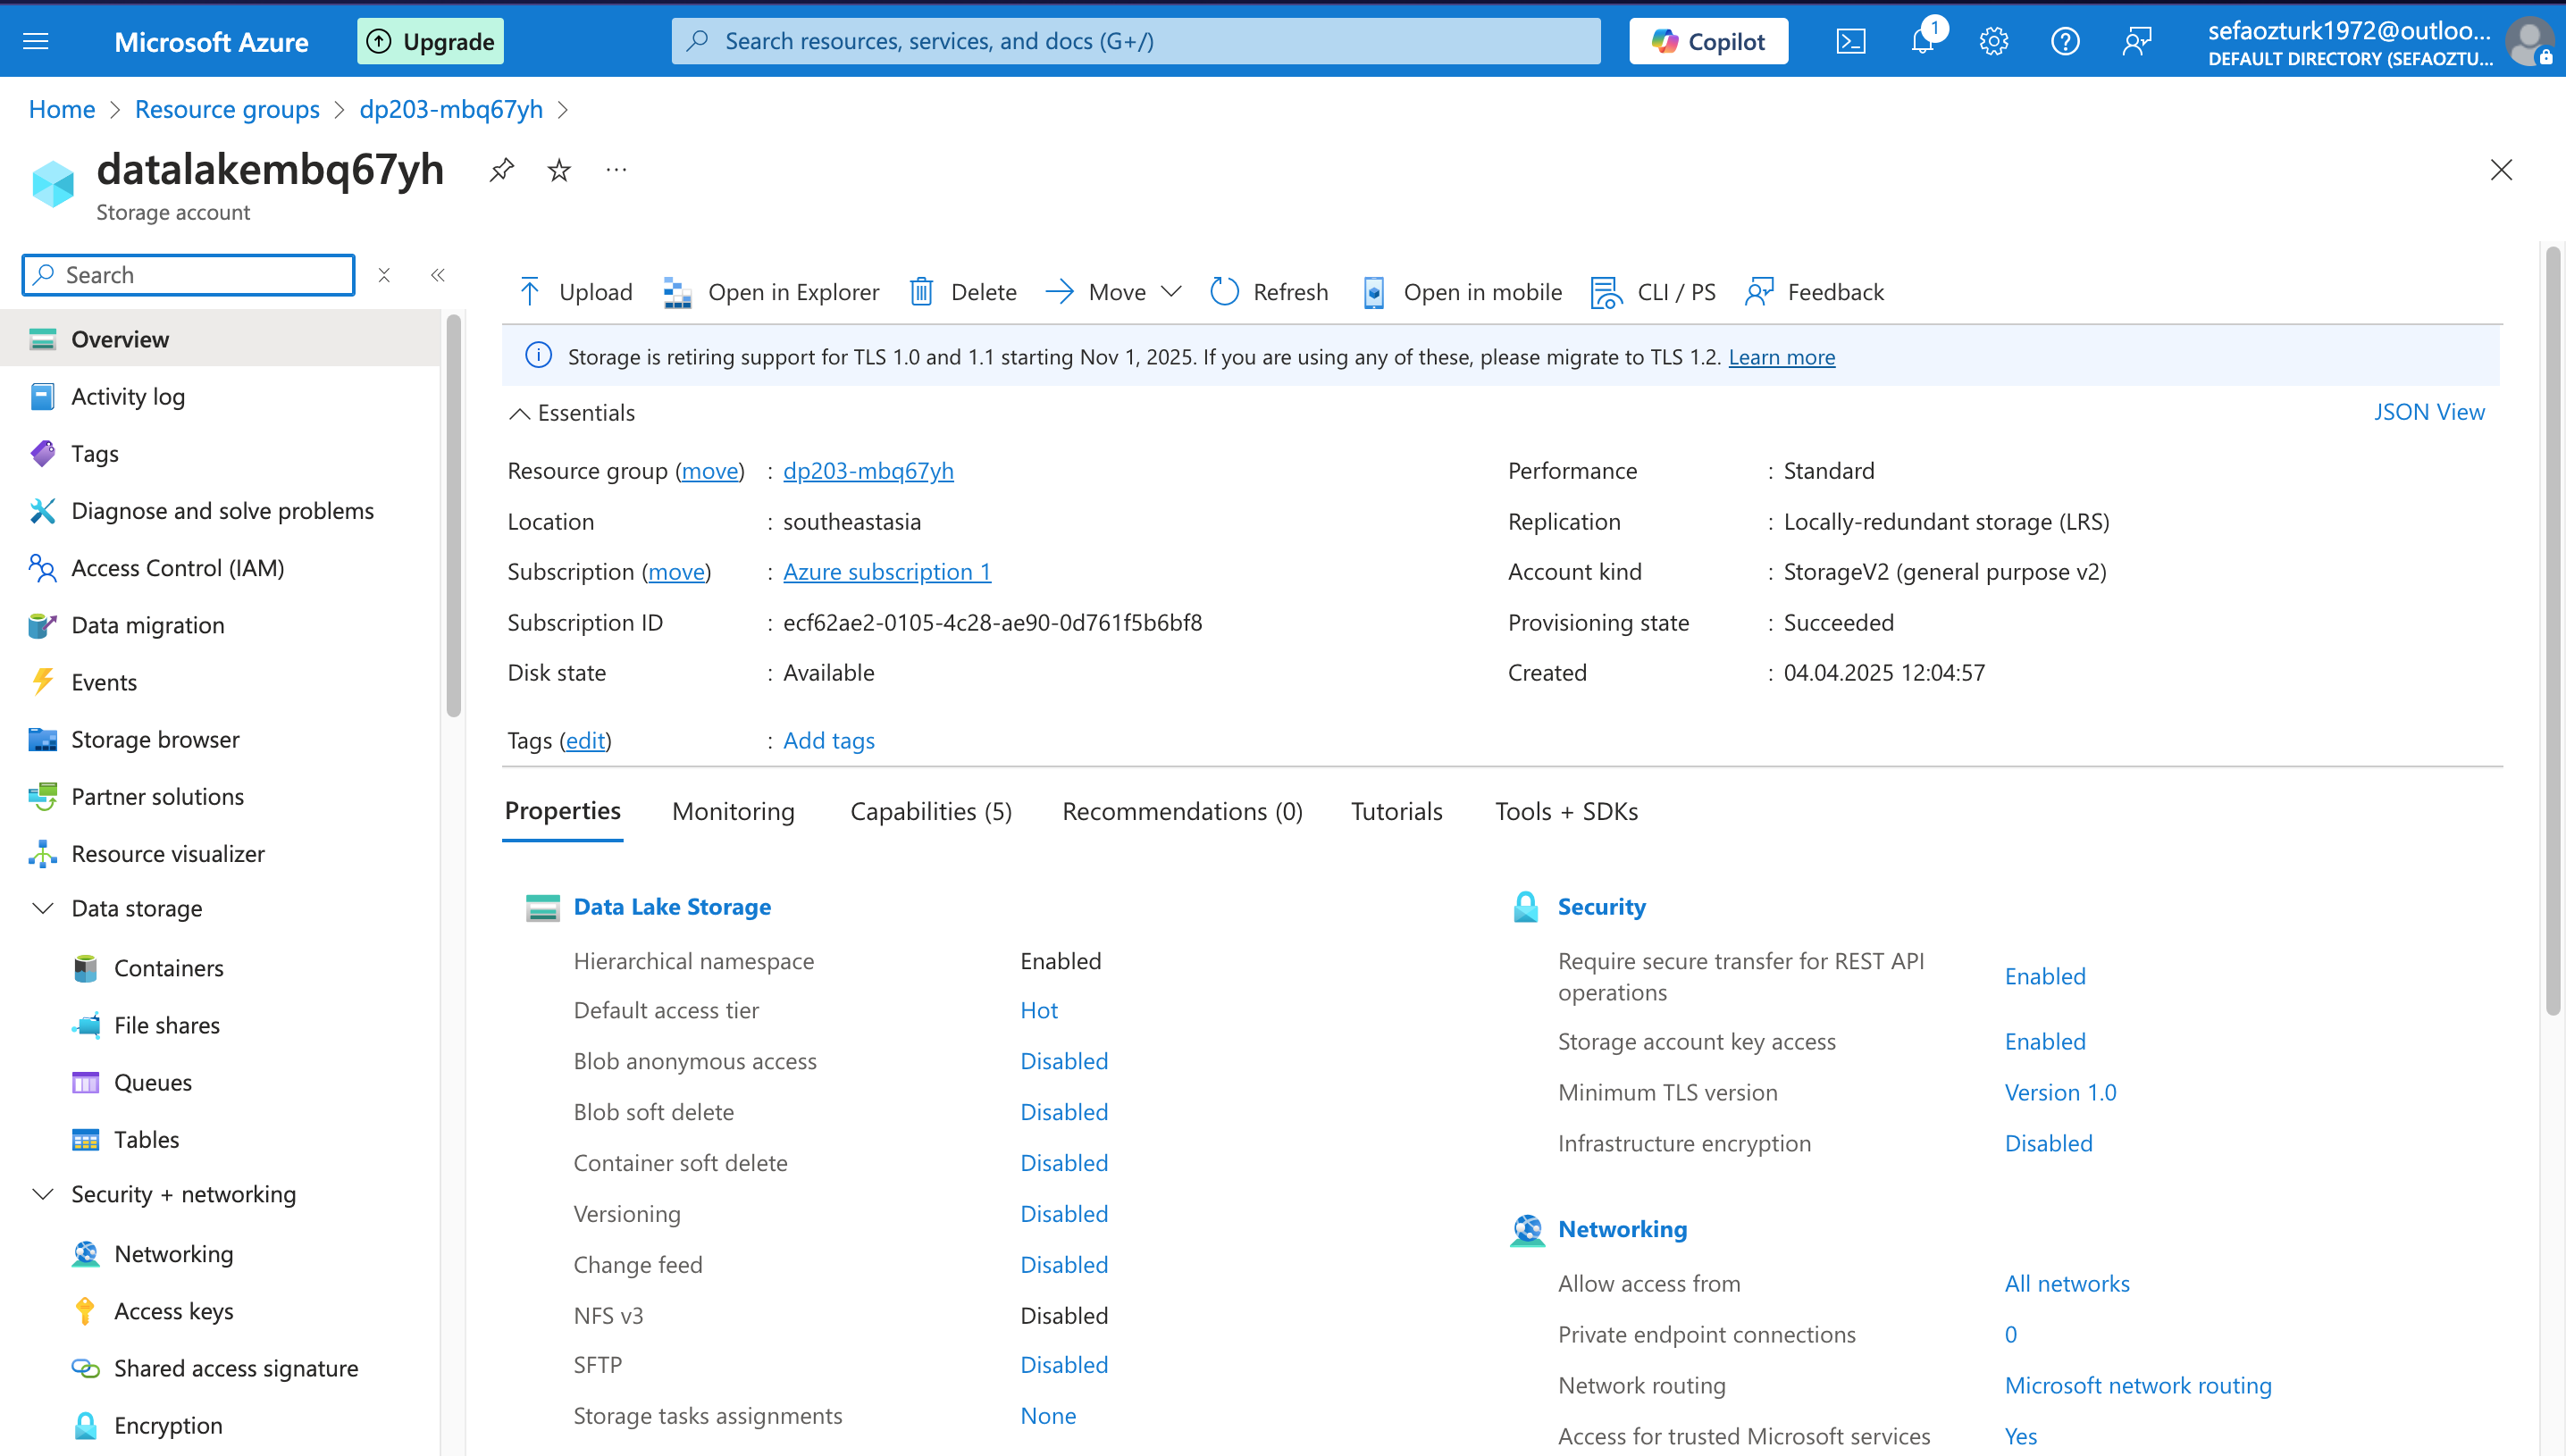 Microsoft Azure
Upgrade
Search resources, services, and docs (G+/)
Copilot
1
sefaozturk1972@outloo...
DEFAULT DIRECTORY (SEFAOZTU...
Home > Resource groups > dp203-mbq67yh >
datalakembq67yh
...
Storage account
Search
Overview
Activity log
Tags
Diagnose and solve problems
Access Control (IAM)
Data migration
Events
Storage browser
Partner solutions
Resource visualizer
Data storage
Containers
File shares
Queues
Tables
Security + networking
Networking
Access keys
Shared access signature
Encryption
Upload Open in Explorer Delete Move Refresh Open in mobile CLI / PS Feedback
Storage is retiring support for TLS 1.0 and 1.1 starting Nov 1, 2025. If you are using any of these, please migrate to TLS 1.2. Learn more
Essentials
JSON View
Resource group (move) : dp203-mbq67yh
Location : southeastasia
Subscription (move) : Azure subscription 1
Subscription ID : ecf62ae2-0105-4c28-ae90-0d761f5b6bf8
Disk state : Available
Tags (edit) : Add tags
Performance : Standard
Replication : Locally-redundant storage (LRS)
Account kind : StorageV2 (general purpose v2)
Provisioning state : Succeeded
Created : 04.04.2025 12:04:57
Properties Monitoring Capabilities (5) Recommendations (0) Tutorials Tools + SDKs
Data Lake Storage
Hierarchical namespace Enabled
Default access tier Hot
Blob anonymous access Disabled
Blob soft delete Disabled
Container soft delete Disabled
Versioning Disabled
Change feed Disabled
NFS v3 Disabled
SFTP Disabled
Storage tasks assignments None
Security
Require secure transfer for REST API
operations
Enabled
Storage account key access Enabled
Minimum TLS version Version 1.0
Infrastructure encryption Disabled
Networking
Allow access from All networks
Private endpoint connections 0
Network routing Microsoft network routing
Access for trusted Microsoft services Yes